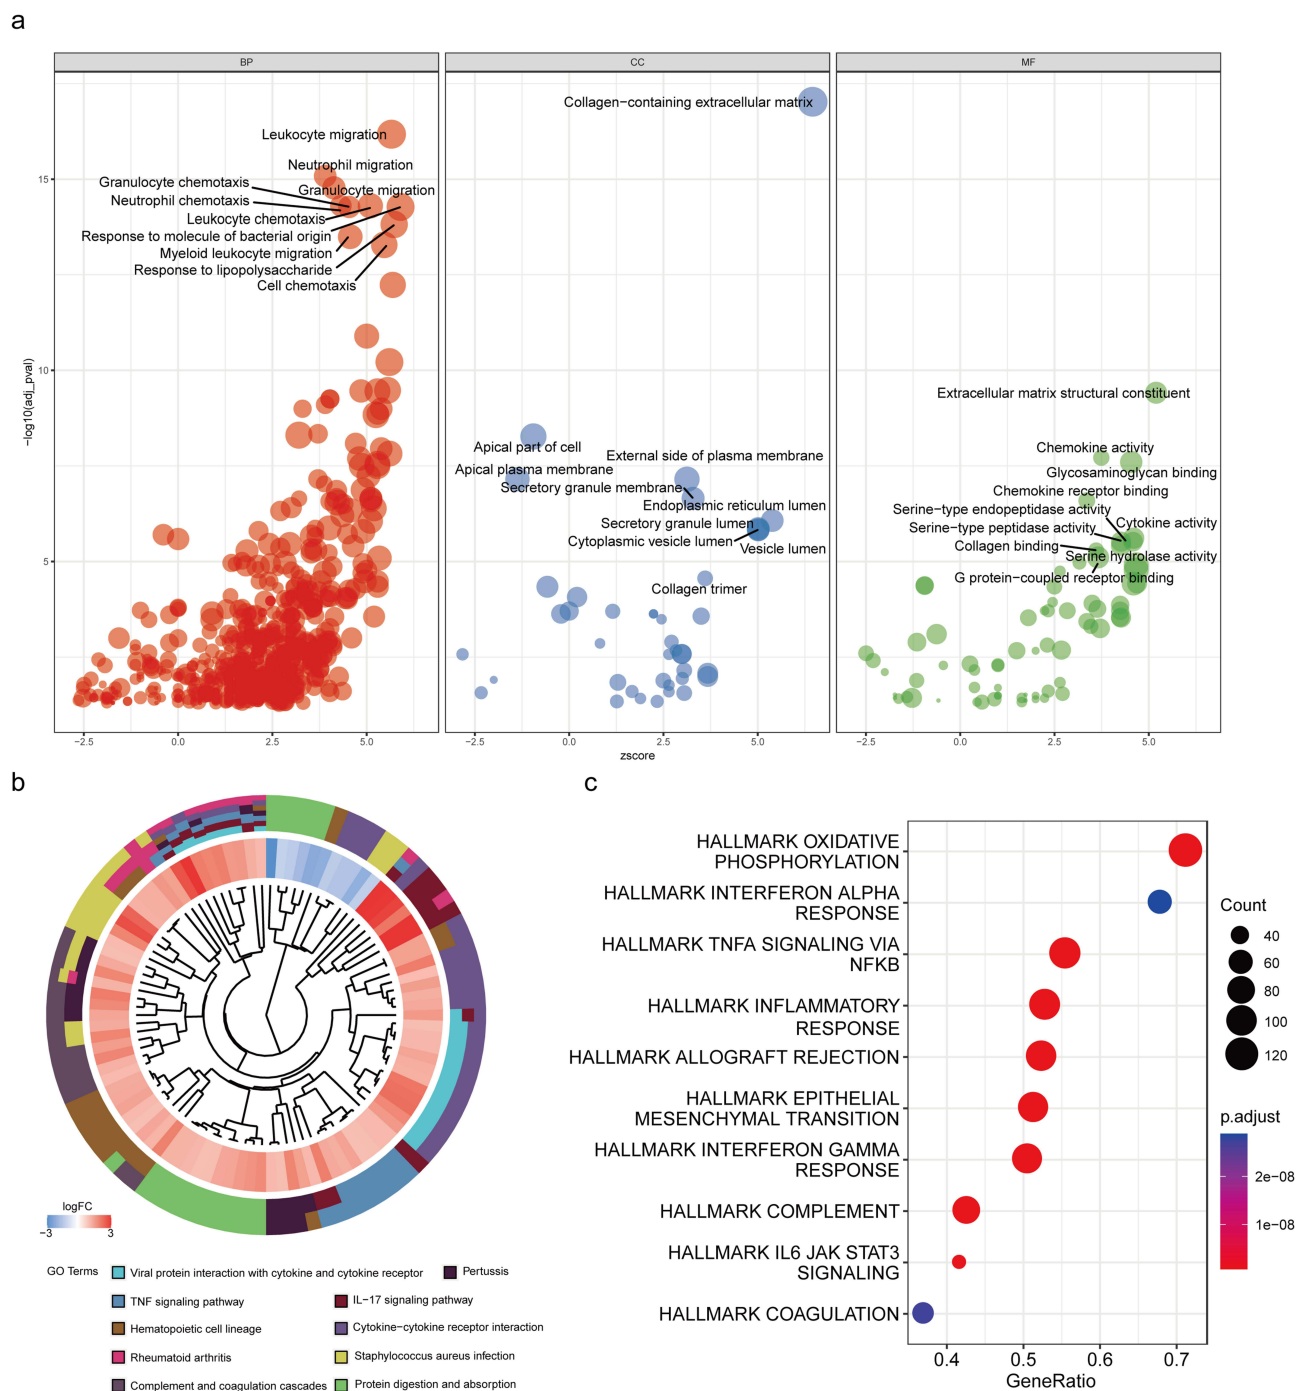 a
BP
CC
MF
Collagen-containing extracellular matrix
Leukocyte migration
Neutrophil migration
Granulocyte chemotaxis
Granulocyte migration
Neutrophil chemotaxis
Leukocyte chemotaxis
Response to molecule of bacterial origin
Myeloid leukocyte migration
Response to lipopolysaccharide
Cell chemotaxis
Apical part of cell
Apical plasma membrane
External side of plasma membrane
Secretory granule membrane
Endoplasmic reticulum lumen
Secretory granule lumen
Cytoplasmic vesicle lumen
Vesicle lumen
Collagen trimer
Extracellular matrix structural constituent
Chemokine activity
Glycosaminoglycan binding
Chemokine receptor binding
Serine-type endopeptidase activity
Cytokine activity
Serine-type peptidase activity
Collagen binding
Serine hydrolase activity
G protein-coupled receptor binding
15
10
5
-log10(adj_pval)
−2.5 0.0 2.5 5.0
−2.5 0.0 2.5 5.0
−2.5 0.0 2.5 5.0
zscore
b
logFC
−3 3
GO Terms
Viral protein interaction with cytokine and cytokine receptor
Pertussis
TNF signaling pathway
IL−17 signaling pathway
Hematopoietic cell lineage
Cytokine−cytokine receptor interaction
Rheumatoid arthritis
Staphylococcus aureus infection
Complement and coagulation cascades
Protein digestion and absorption
c
HALLMARK OXIDATIVE
PHOSPHORYLATION
HALLMARK INTERFERON ALPHA
RESPONSE
HALLMARK TNFA SIGNALING VIA
NFKB
HALLMARK INFLAMMATORY
RESPONSE
HALLMARK ALLOGRAFT REJECTION
HALLMARK EPITHELIAL
MESENCHYMAL TRANSITION
HALLMARK INTERFERON GAMMA
RESPONSE
HALLMARK COMPLEMENT
HALLMARK IL6 JAK STAT3
SIGNALING
HALLMARK COAGULATION
0.4 0.5 0.6 0.7
GeneRatio
Count
40
60
80
100
120
p.adjust
2e−08
1e−08